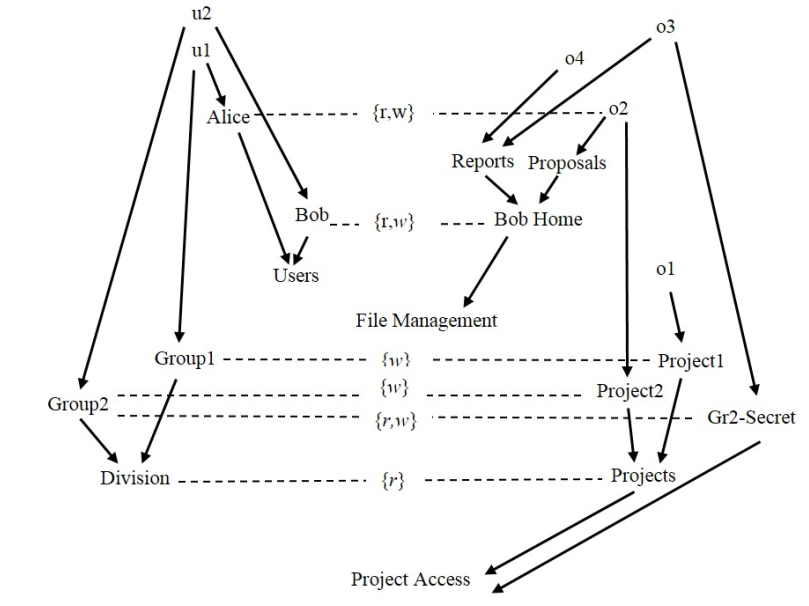 u2
o3
u1
o4
Alice {r,w} o2
Reports Proposals
Bob {r,w} Bob Home
o1
Users
File Management
Group1 {w} Project1
{w} Project2
Group2
{r,w} Gr2-Secret
Division {r} Projects
Project Access